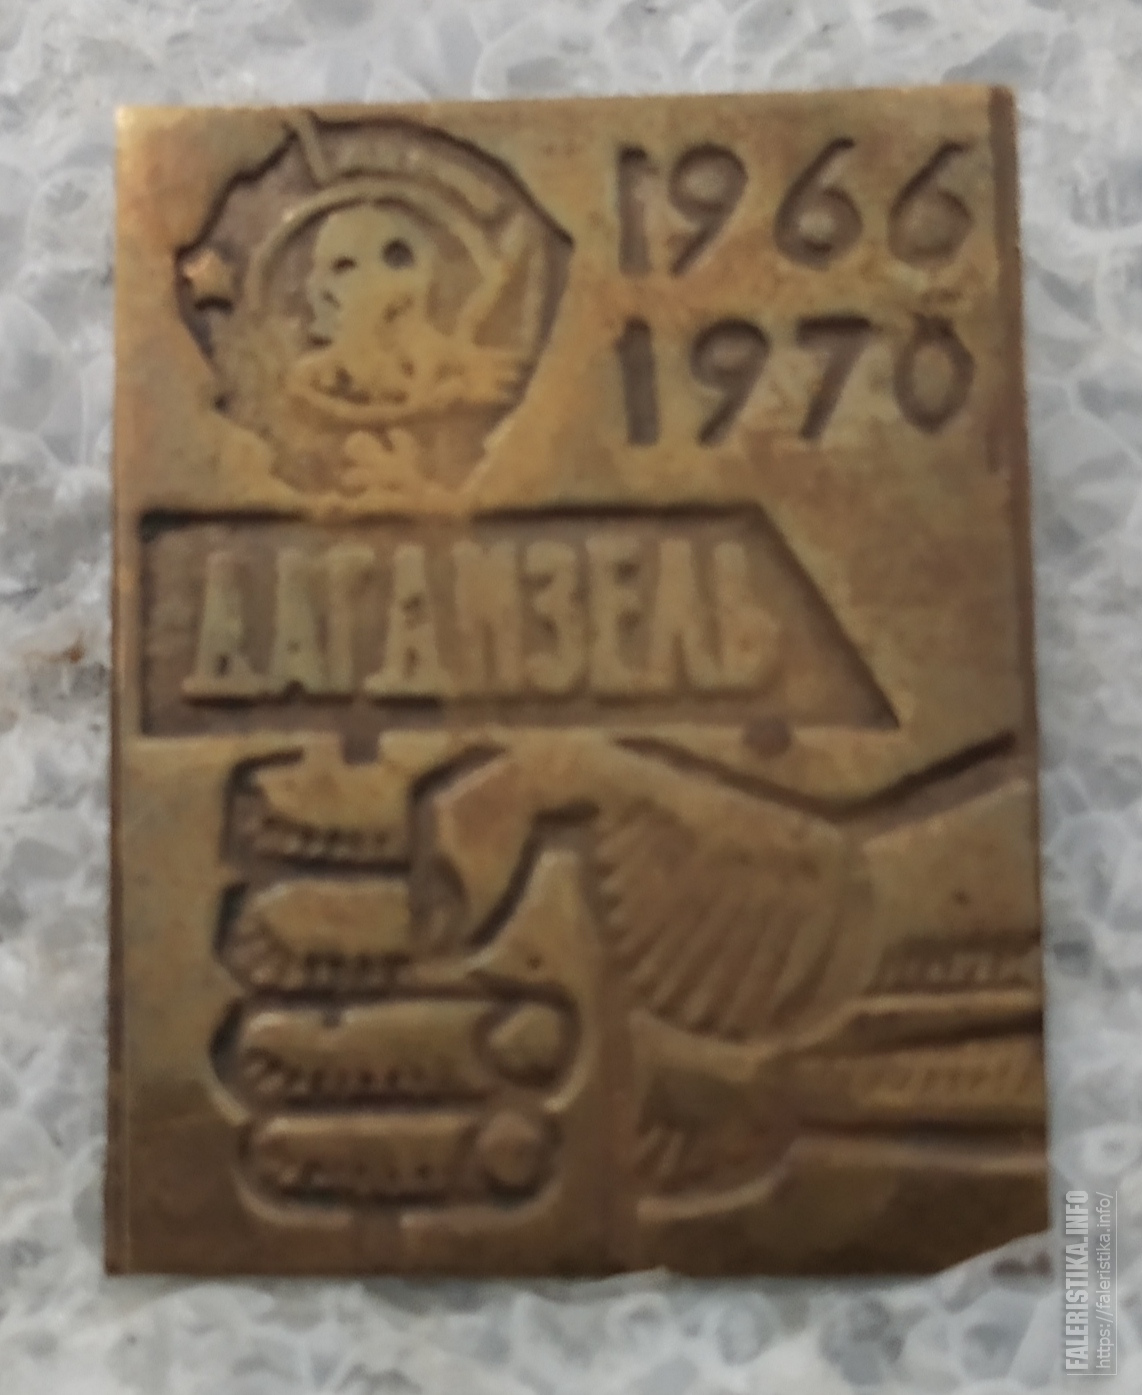 1966
1970
ДАГДИЗЕЛЬ
FALERISTIKA.INFO
https://faleristika.info/